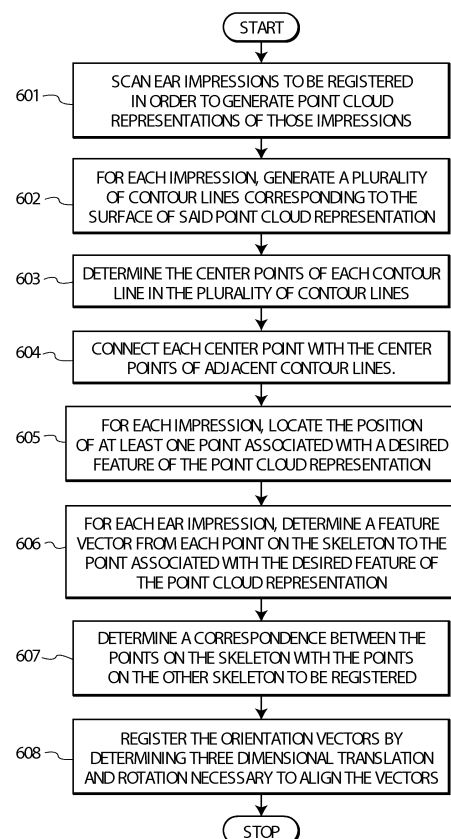 START
601
SCAN EAR IMPRESSIONS TO BE REGISTERED
IN ORDER TO GENERATE POINT CLOUD
REPRESENTATIONS OF THOSE IMPRESSIONS
602
FOR EACH IMPRESSION, GENERATE A PLURALITY
OF CONTOUR LINES CORRESPONDING TO THE
SURFACE OF SAID POINT CLOUD REPRESENTATION
603
DETERMINE THE CENTER POINTS OF EACH CONTOUR
LINE IN THE PLURALITY OF CONTOUR LINES
604
CONNECT EACH CENTER POINT WITH THE CENTER
POINTS OF ADJACENT CONTOUR LINES.
605
FOR EACH IMPRESSION, LOCATE THE POSITION
OF AT LEAST ONE POINT ASSOCIATED WITH A DESIRED
FEATURE OF THE POINT CLOUD REPRESENTATION
606
FOR EACH EAR IMPRESSION, DETERMINE A FEATURE
VECTOR FROM EACH POINT ON THE SKELETON TO THE
POINT ASSOCIATED WITH THE DESIRED FEATURE OF
THE POINT CLOUD REPRESENTATION
607
DETERMINE A CORRESPONDENCE BETWEEN THE
POINTS ON THE SKELETON WITH THE POINTS
ON THE OTHER SKELETON TO BE REGISTERED
608
REGISTER THE ORIENTATION VECTORS BY
DETERMINING THREE DIMENSIONAL TRANSLATION
AND ROTATION NECESSARY TO ALIGN THE VECTORS
STOP